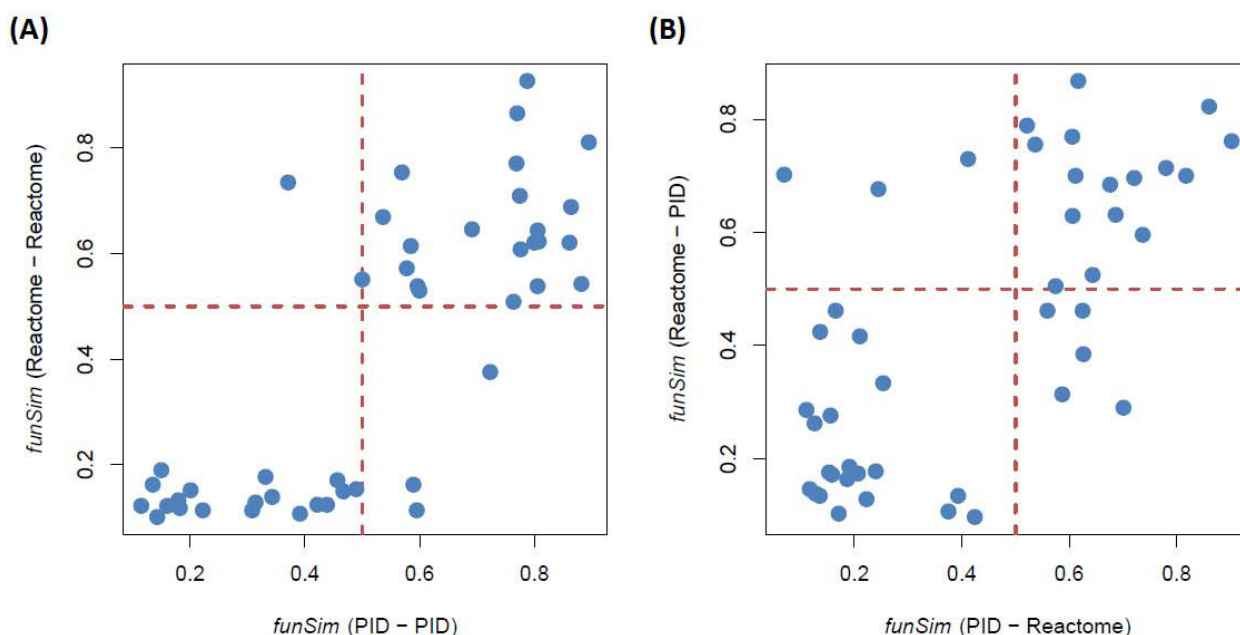 (A)
funSim (Reactome − Reactome)
0.8
0.6
0.4
0.2
0.2 0.4 0.6 0.8
funSim (PID − PID)
(B)
funSim (Reactome − PID)
0.8
0.6
0.4
0.2
0.2 0.4 0.6 0.8
funSim (PID − Reactome)